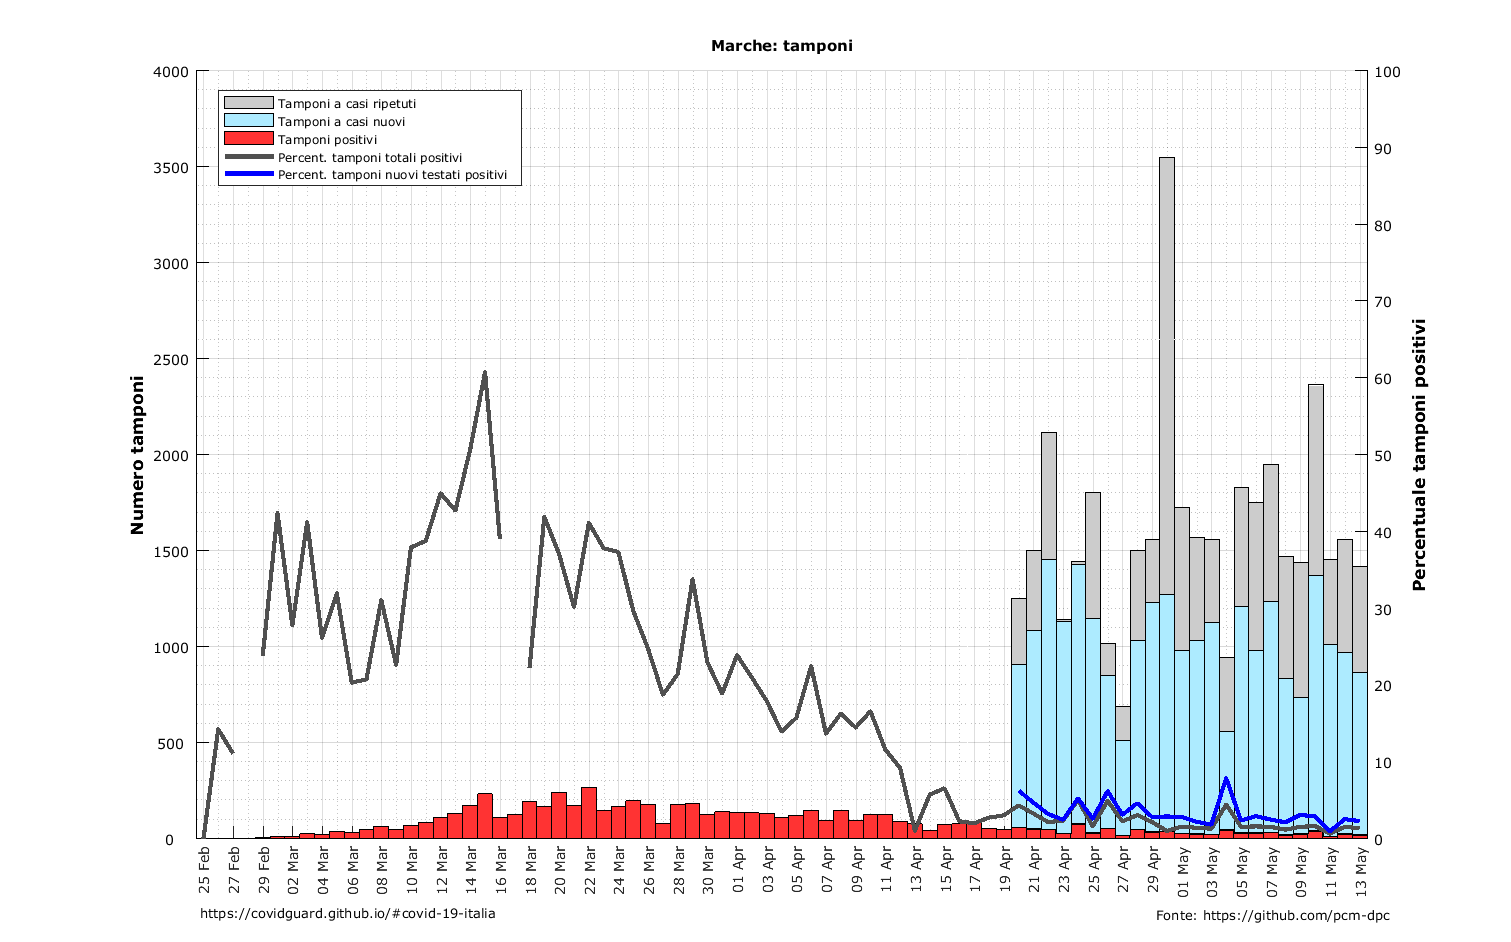 Marche: tamponi
4000
3500
3000
2500
2000
1500
1000
500
0
Numero tamponi
Tamponi a casi ripetuti
Tamponi a casi nuovi
Tamponi positivi
Percent. tamponi totali positivi
Percent. tamponi nuovi testati positivi
100
90
80
70
60
50
40
30
20
10
0
Percentuale tamponi positivi
25 Feb
27 Feb
29 Feb
02 Mar
04 Mar
06 Mar
08 Mar
10 Mar
12 Mar
14 Mar
16 Mar
18 Mar
20 Mar
22 Mar
24 Mar
26 Mar
28 Mar
30 Mar
01 Apr
03 Apr
05 Apr
07 Apr
09 Apr
11 Apr
13 Apr
15 Apr
17 Apr
19 Apr
21 Apr
23 Apr
25 Apr
27 Apr
29 Apr
01 May
03 May
05 May
07 May
09 May
11 May
13 May
https://covidguard.github.io/#covid-19-italia
Fonte: https://github.com/pcm-dpc